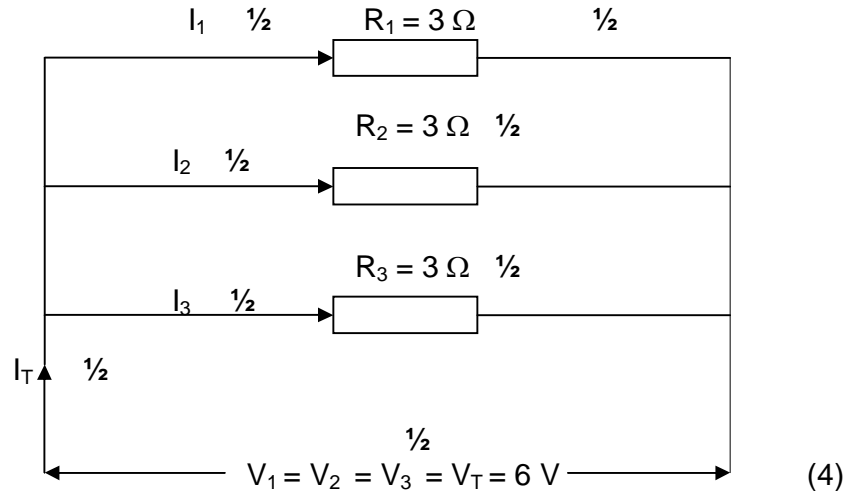 I₁ ½ R₁ = 3 Ω ½
R₂ = 3 Ω ½
I₂ ½
R₃ = 3 Ω ½
I₃ ½
I_T ½
½
V₁ = V₂ = V₃ = V_T = 6 V (4)